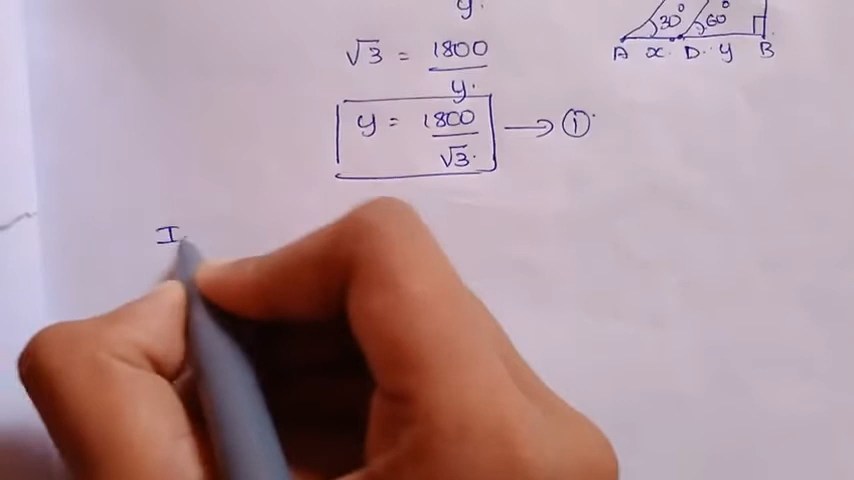 y.
√3 = 1800
y.
y = 1800 ⟶ ①.
√3.
30° 60°
A x. D. y B
I